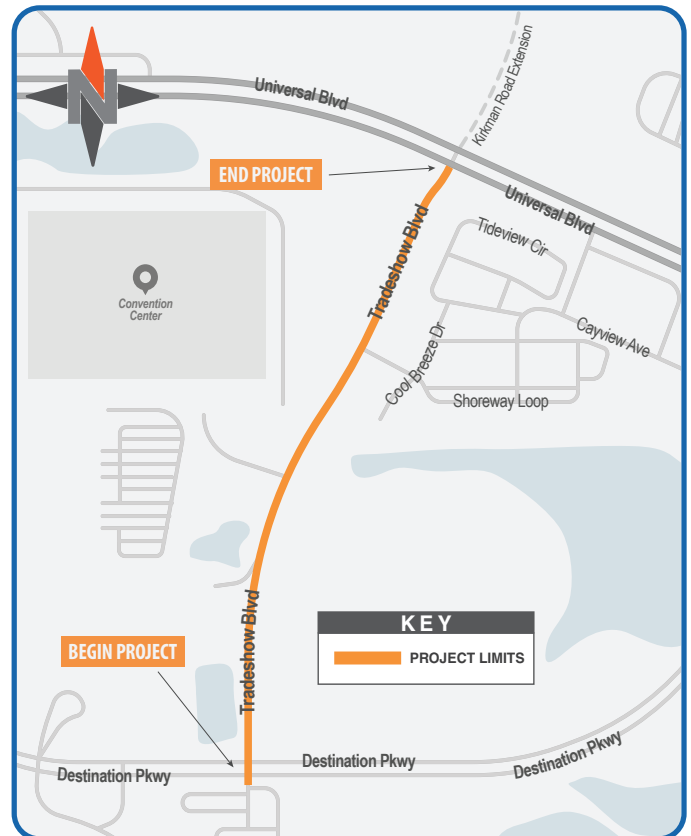 N
Universal Blvd
Kirkman Road Extension
END PROJECT
Universal Blvd
Tradeshow Blvd
Tideview Cir
Convention
Center
Cayview Ave
Cool Breeze Dr
Shoreway Loop
Tradeshow Blvd
KEY
PROJECT LIMITS
BEGIN PROJECT
Destination Pkwy
Destination Pkwy
Destination Pkwy